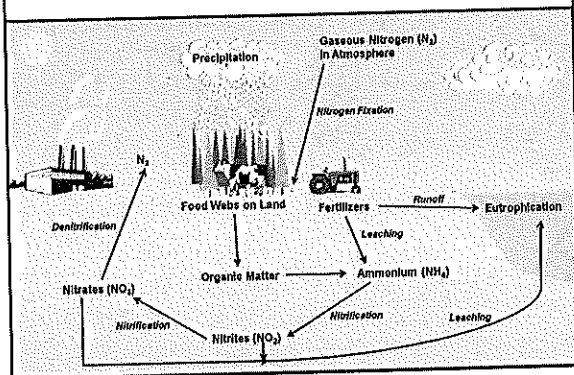 Gaseous Nitrogen (N₂)
in Atmosphere
Precipitation
Nitrogen Fixation
N₂
Food Webs on Land
Fertilizers
Runoff
Eutrophication
Denitrification
Leaching
Organic Matter
Ammonium (NH₄)
Nitrates (NO₃)
Nitrification
Nitrification
Leaching
Nitrites (NO₂)